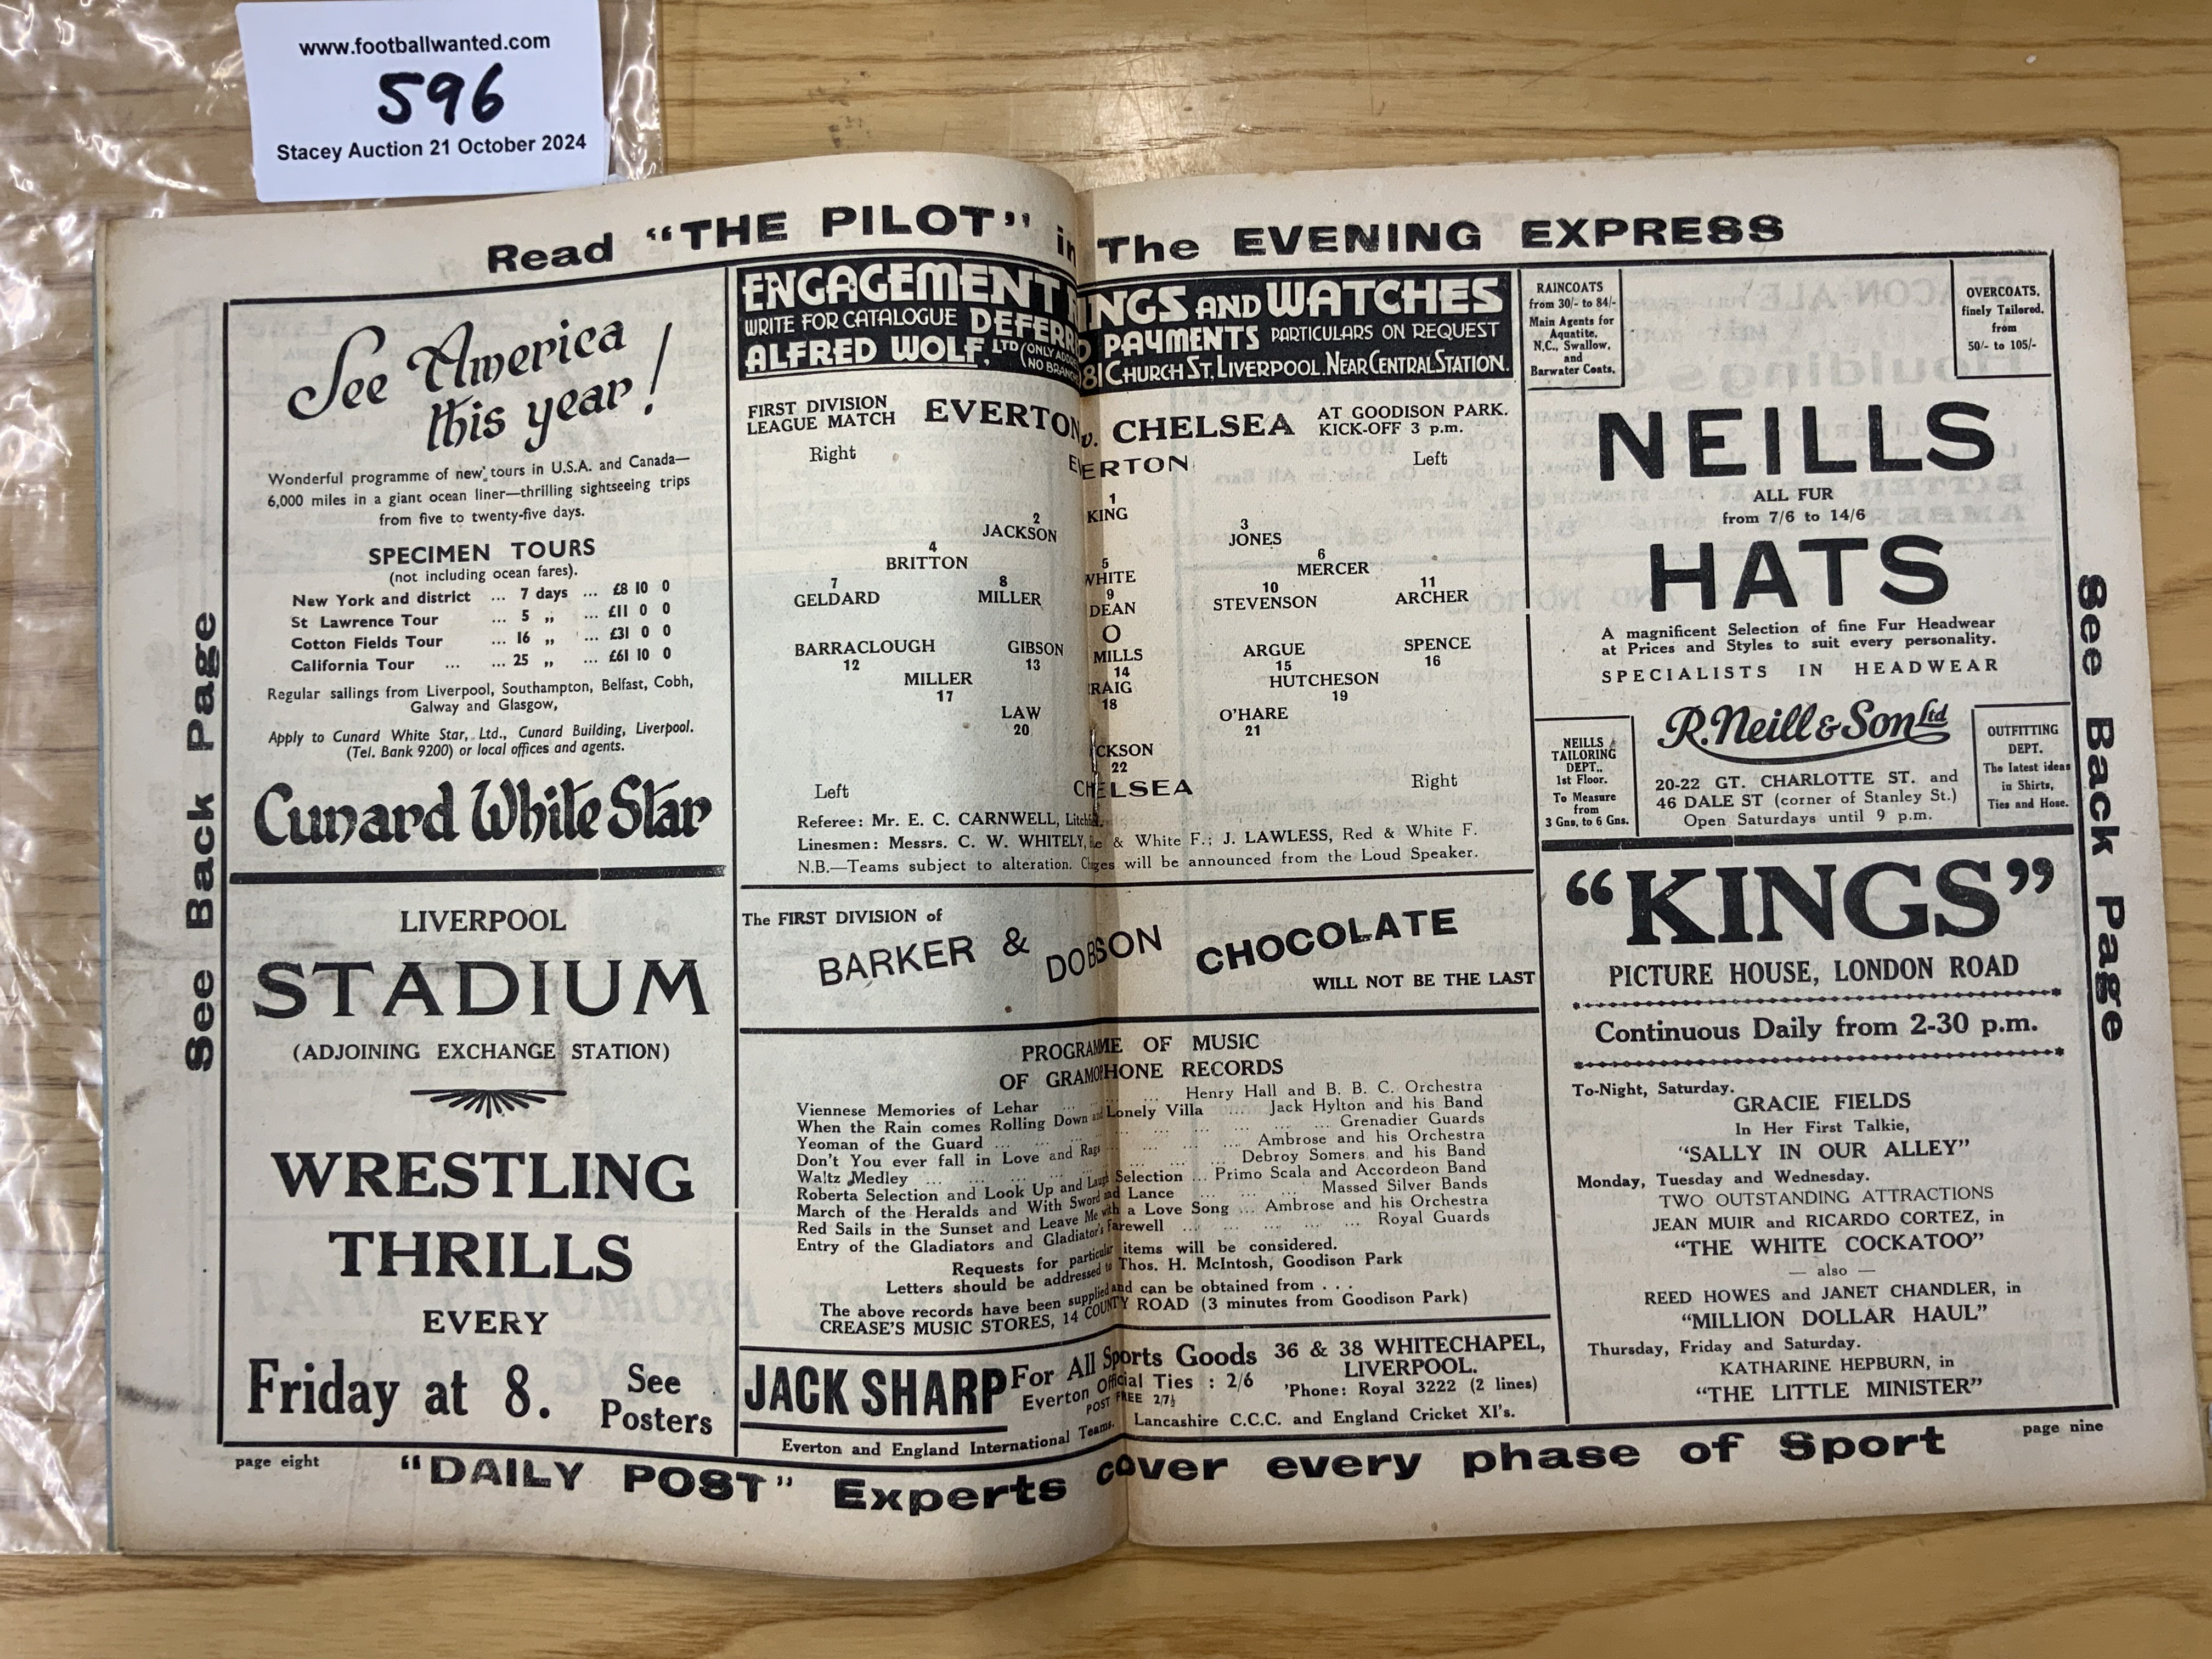 www.footballwanted.com
596
Stacey Auction 21 October 2024
Read "THE PILOT" in The EVENING EXPRESS
See Back Page
See America
this year!
Wonderful programme of new tours in U.S.A. and Canada—
6,000 miles in a giant ocean liner—thrilling sightseeing trips
from five to twenty-five days.
SPECIMEN TOURS
(not including ocean fares).
New York and district ... 7 days ... £8 10 0
St Lawrence Tour ... 5 „ ... £11 0 0
Cotton Fields Tour ... 16 „ ... £31 0 0
California Tour ... ... 25 „ ... £61 10 0
Regular sailings from Liverpool, Southampton, Belfast, Cobh,
Galway and Glasgow,
Apply to Cunard White Star, Ltd., Cunard Building, Liverpool.
(Tel. Bank 9200) or local offices and agents.
Cunard White Star
LIVERPOOL
STADIUM
(ADJOINING EXCHANGE STATION)
WRESTLING
THRILLS
EVERY
Friday at 8.
See
Posters
page eight
ENGAGEMENT RINGS AND WATCHES
WRITE FOR CATALOGUE DEFERRED PAYMENTS PARTICULARS ON REQUEST
ALFRED WOLF, LTD (ONLY ADDRESS
NO BRANCH 81 CHURCH ST, LIVERPOOL. NEAR CENTRAL STATION.
FIRST DIVISION
LEAGUE MATCH
EVERTON v. CHELSEA
AT GOODISON PARK.
KICK-OFF 3 p.m.
Right EVERTON Left
1
KING
2 3
JACKSON JONES
4 5 6
BRITTON WHITE MERCER
7 8 9 10 11
GELDARD MILLER DEAN STEVENSON ARCHER
O
BARRACLOUGH GIBSON MILLS ARGUE SPENCE
12 13 14 15 16
MILLER CRAIG HUTCHESON
17 18 19
LAW O'HARE
20 21
JACKSON
22
Left CHELSEA Right
Referee: Mr. E. C. CARNWELL,
Linesmen: Messrs. C. W. WHITELY, & White F.; J. LAWLESS, Red & White F.
N.B.—Teams subject to alteration. Changes will be announced from the Loud Speaker.
The FIRST DIVISION of
BARKER & DOBSON CHOCOLATE
WILL NOT BE THE LAST
PROGRAMME OF MUSIC
OF GRAMOPHONE RECORDS
Viennese Memories of Lehar ... ... ... Henry Hall and B. B. C. Orchestra
When the Rain comes Rolling Down and Lonely Villa ... Jack Hylton and his Band
Yeoman of the Guard ... ... ... Grenadier Guards
Don't You ever fall in Love and Rags ... ... Ambrose and his Orchestra
Waltz Medley ... ... ... Debroy Somers and his Band
Roberta Selection and Look Up and Laugh Selection ... Primo Scala and Accordeon Band
March of the Heralds and With Sword and Lance ... ... Massed Silver Bands
Red Sails in the Sunset and Leave Me with a Love Song ... Ambrose and his Orchestra
Entry of the Gladiators and Gladiator's Farewell ... ... Royal Guards
Requests for particular items will be considered.
Letters should be addressed to Thos. H. McIntosh, Goodison Park
The above records have been supplied and can be obtained from . . .
CREASE'S MUSIC STORES, 14 COUNTY ROAD (3 minutes from Goodison Park)
JACK SHARP
For All Sports Goods
Everton Official Ties : 2/6
POST FREE 2/7½
36 & 38 WHITECHAPEL,
LIVERPOOL.
'Phone: Royal 3222 (2 lines)
Everton and England International Teams. Lancashire C.C.C. and England Cricket XI's.
RAINCOATS
from 30/- to 84/-
Main Agents for
Aquatite,
N.C., Swallow,
and
Barwater Coats.
OVERCOATS,
finely Tailored,
from
50/- to 105/-
NEILLS
ALL FUR
from 7/6 to 14/6
HATS
A magnificent Selection of fine Fur Headwear
at Prices and Styles to suit every personality.
SPECIALISTS IN HEADWEAR
NEILLS
TAILORING
DEPT.,
1st Floor.
To Measure
from
3 Gns. to 6 Gns.
R. Neill & Son Ltd
20-22 GT. CHARLOTTE ST. and
46 DALE ST (corner of Stanley St.)
Open Saturdays until 9 p.m.
OUTFITTING
DEPT.
The latest ideas
in Shirts,
Ties and Hose.
"KINGS"
PICTURE HOUSE, LONDON ROAD
Continuous Daily from 2-30 p.m.
To-Night, Saturday.
GRACIE FIELDS
In Her First Talkie,
"SALLY IN OUR ALLEY"
Monday, Tuesday and Wednesday.
TWO OUTSTANDING ATTRACTIONS
JEAN MUIR and RICARDO CORTEZ, in
"THE WHITE COCKATOO"
— also —
REED HOWES and JANET CHANDLER, in
"MILLION DOLLAR HAUL"
Thursday, Friday and Saturday.
KATHARINE HEPBURN, in
"THE LITTLE MINISTER"
page nine
See Back Page
"DAILY POST" Experts cover every phase of Sport